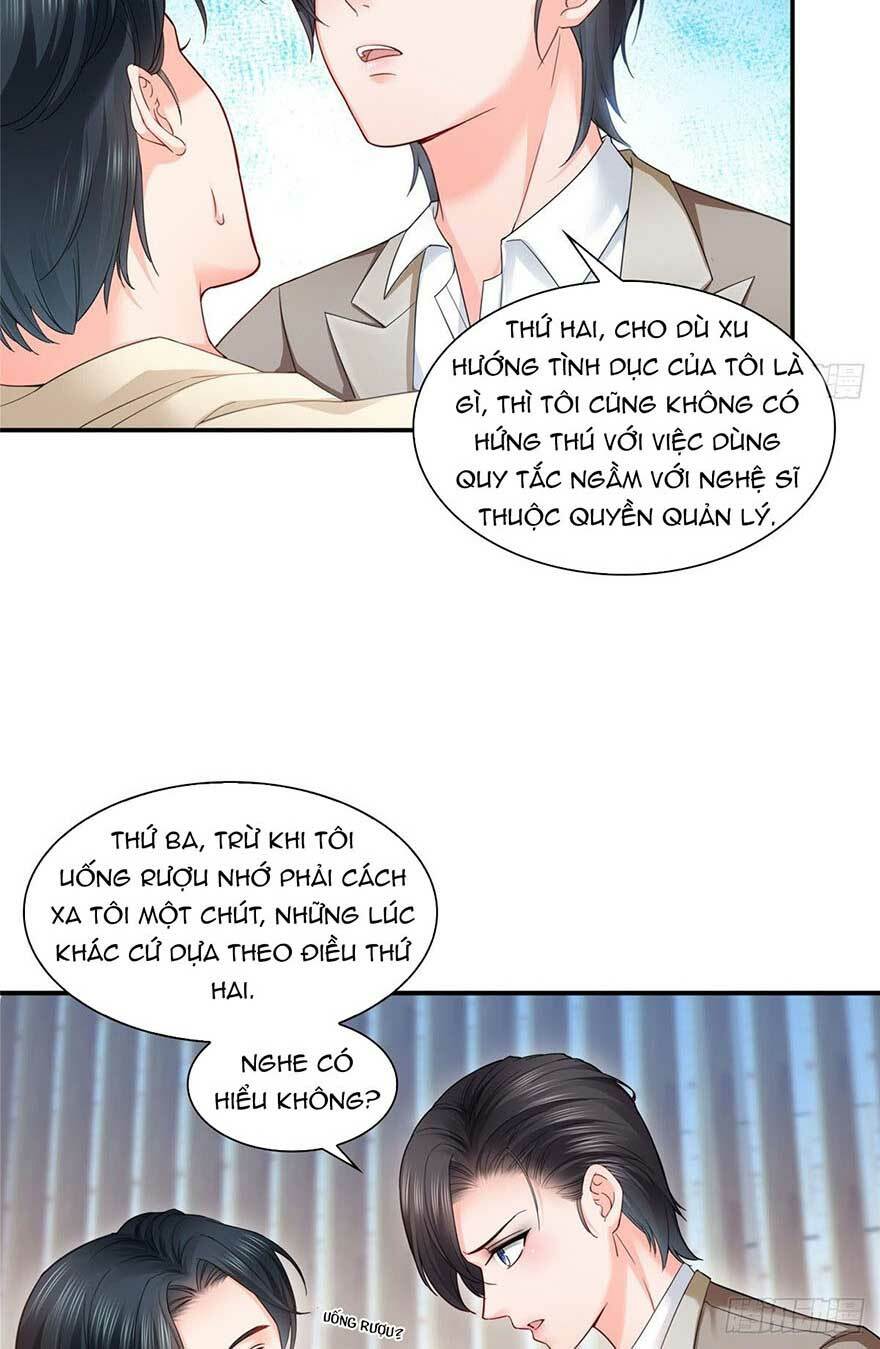 THỨ HAI, CHO DÙ XU
HƯỚNG TÌNH DỤC CỦA TÔI LÀ
GÌ, THÌ TÔI CŨNG KHÔNG CÓ
HỨNG THÚ VỚI VIỆC DÙNG
QUY TẮC NGẦM VỚI NGHỆ SĨ
THUỘC QUYỀN QUẢN LÝ.
THỨ BA, TRỪ KHI TÔI
UỐNG RƯỢU NHỚ PHẢI CÁCH
XA TÔI MỘT CHÚT, NHỮNG LÚC
KHÁC CỨ DỰA THEO ĐIỀU THỨ
HAI.
NGHE CÓ
HIỂU KHÔNG?
UỐNG RƯỢU?